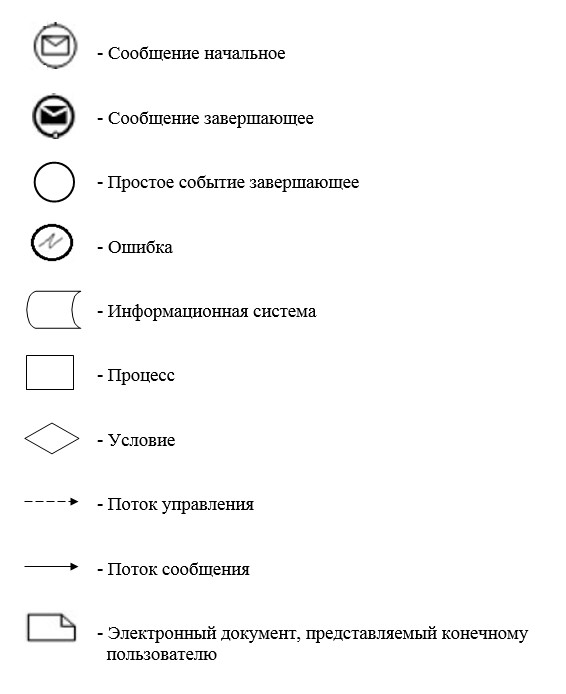 - Сообщение начальное
- Сообщение завершающее
- Простое событие завершающее
- Ошибка
- Информационная система
- Процесс
- Условие
- Поток управления
- Поток сообщения
- Электронный документ, представляемый конечному
пользователю